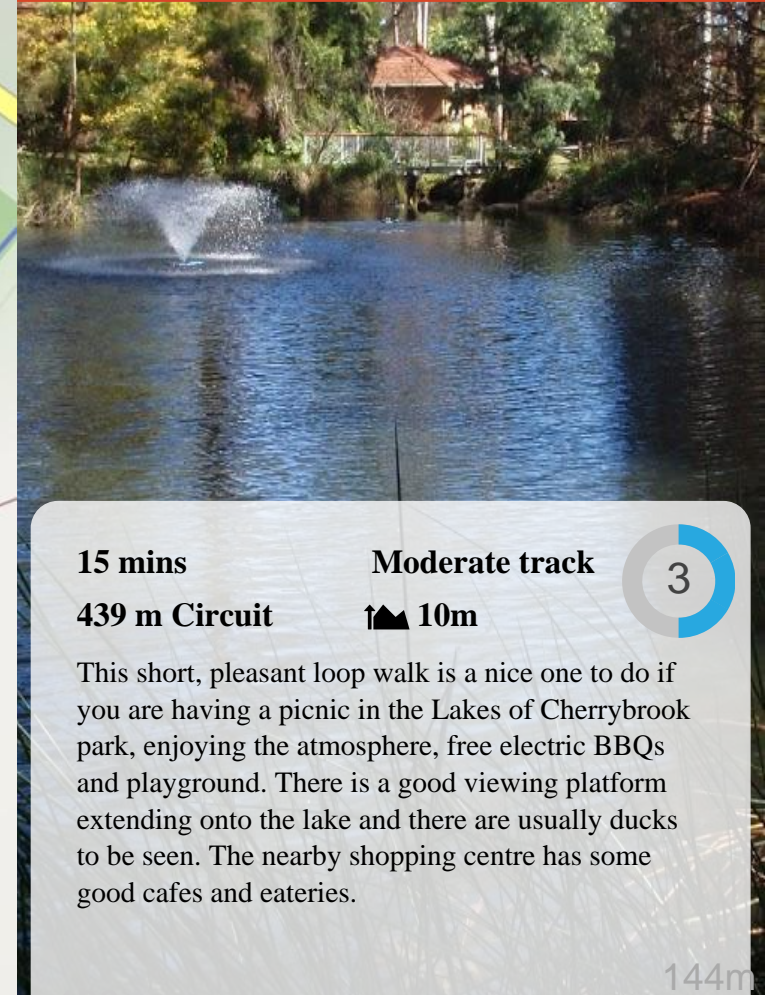 15 mins
Moderate track
3
439 m Circuit
10m
This short, pleasant loop walk is a nice one to do if
you are having a picnic in the Lakes of Cherrybrook
park, enjoying the atmosphere, free electric BBQs
and playground. There is a good viewing platform
extending onto the lake and there are usually ducks
to be seen. The nearby shopping centre has some
good cafes and eateries.
144m